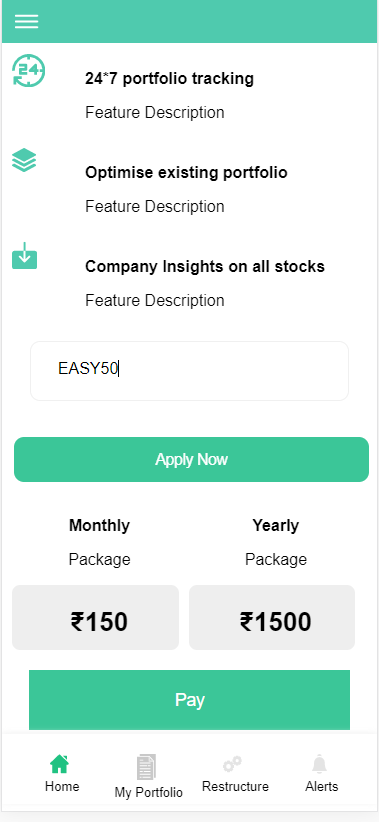 24
24*7 portfolio tracking
Feature Description
Optimise existing portfolio
Feature Description
Company Insights on all stocks
Feature Description
EASY50
Apply Now
Monthly Yearly
Package Package
₹150 ₹1500
Pay
Home My Portfolio Restructure Alerts